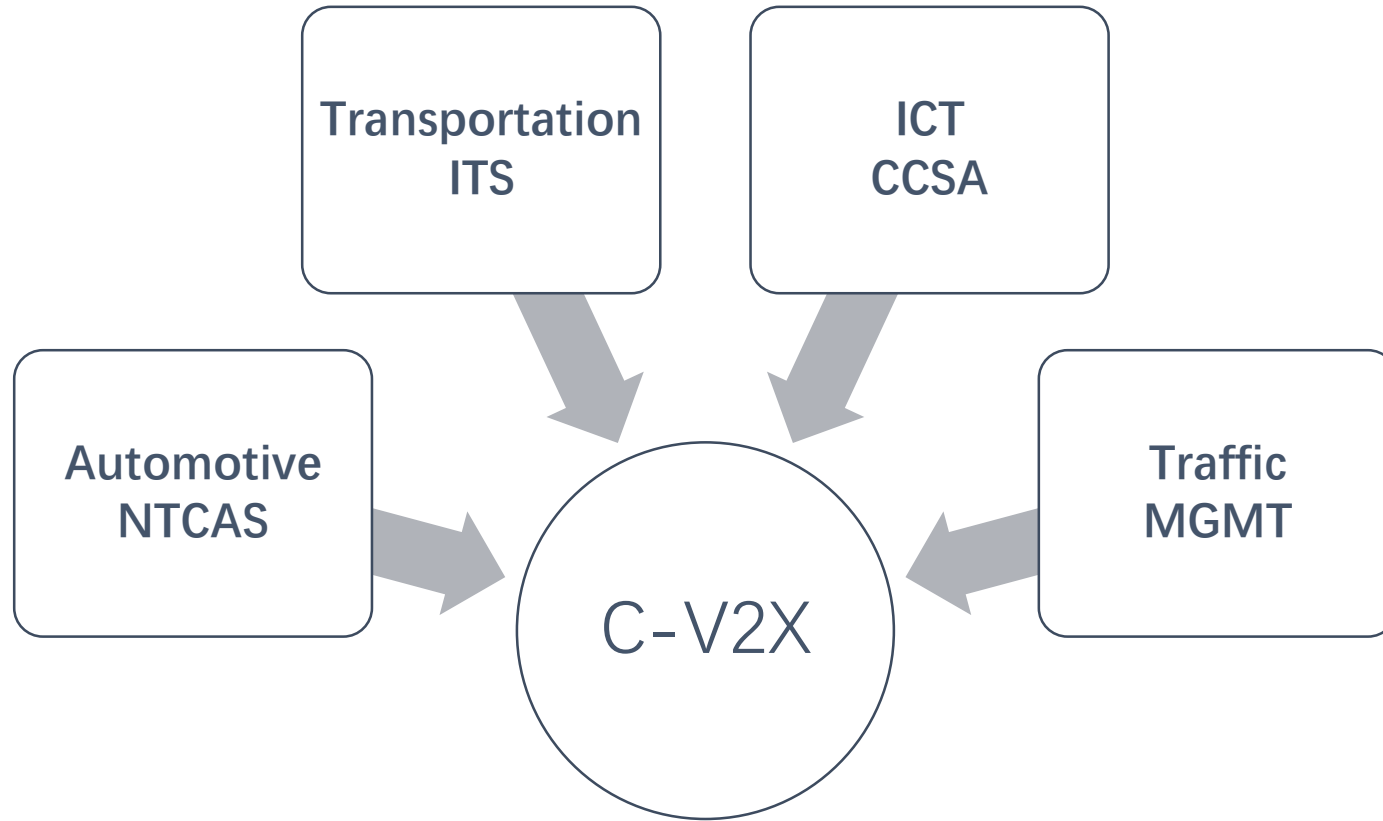 Transportation
ITS
ICT
CCSA
Automotive
NTCAS
Traffic
MGMT
C-V2X